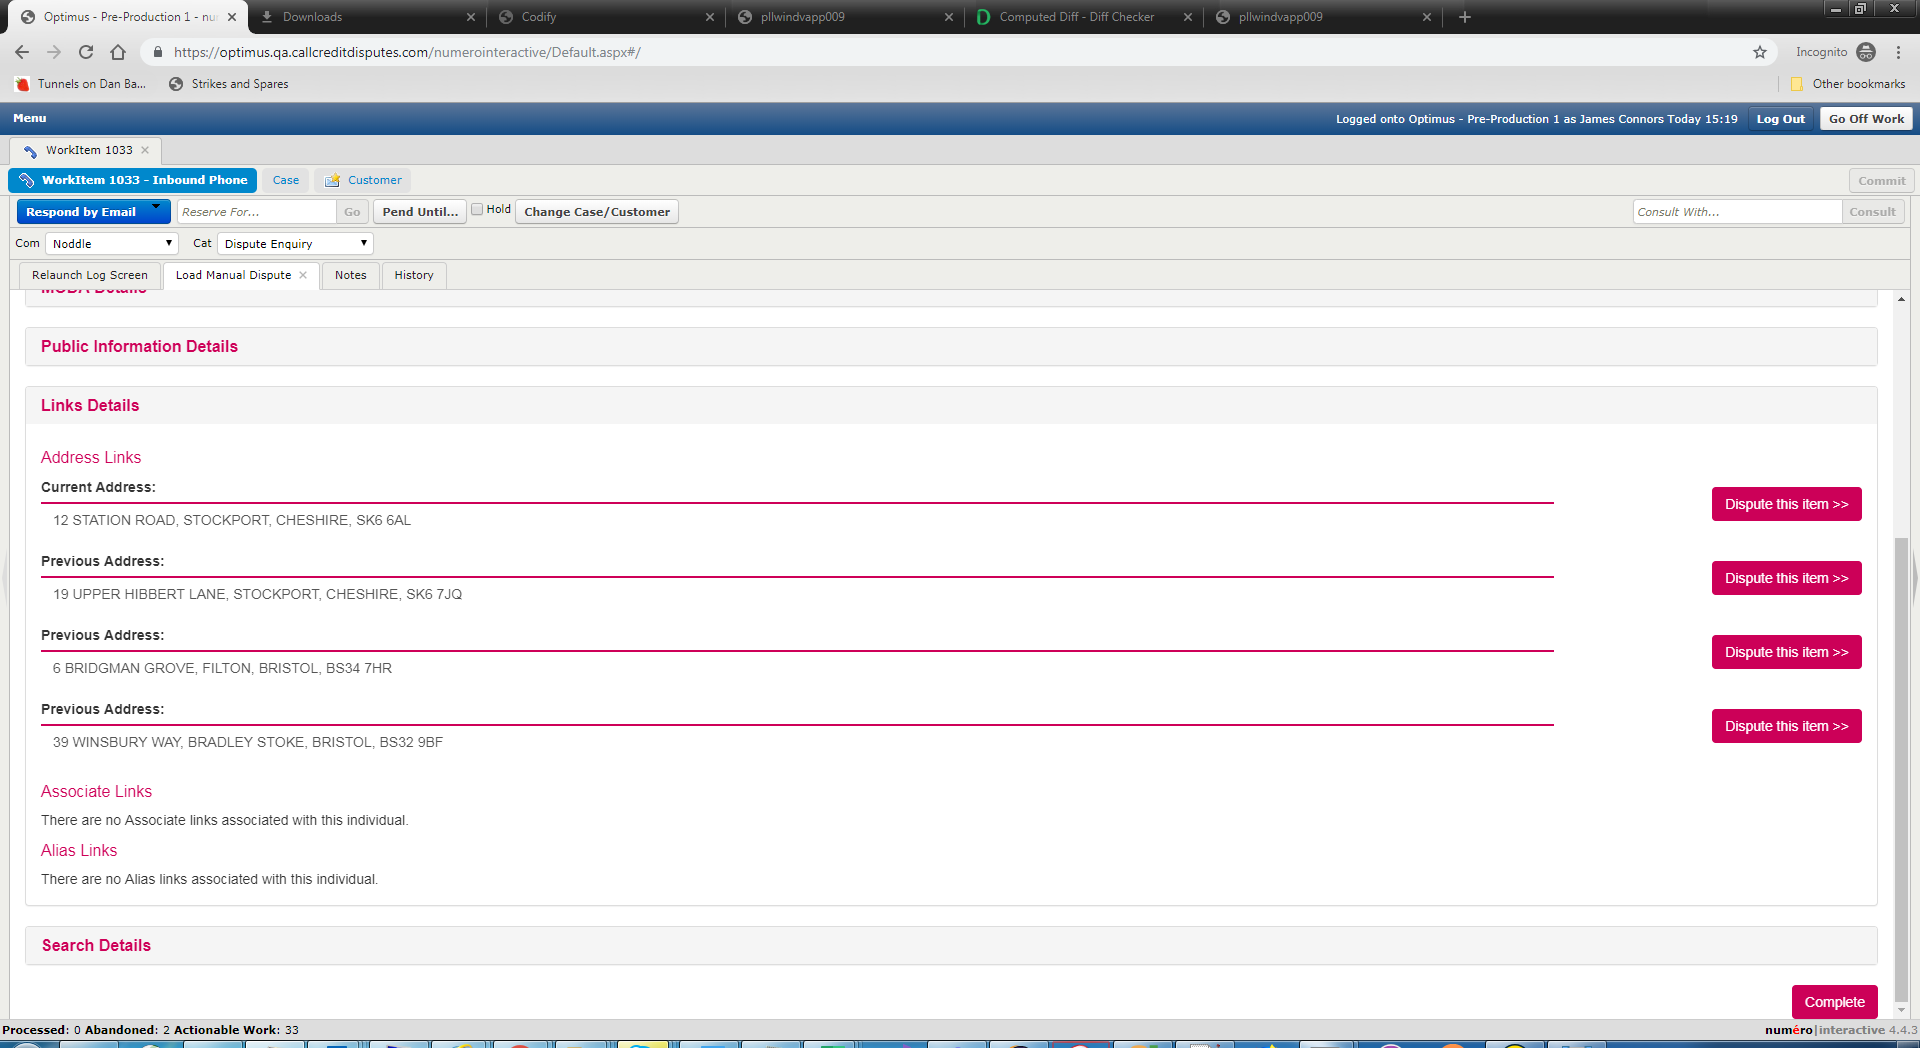 Optimus - Pre-Production 1 - nu
Downloads
Codify
pllwindvapp009
Computed Diff - Diff Checker
pllwindvapp009
https://optimus.qa.callcreditdisputes.com/numerointeractive/Default.aspx#/
Incognito
Tunnels on Dan Ba...
Strikes and Spares
Other bookmarks
Menu
Logged onto Optimus - Pre-Production 1 as James Connors Today 15:19
Log Out
Go Off Work
WorkItem 1033
WorkItem 1033 - Inbound Phone
Case
Customer
Commit
Respond by Email
Reserve For...
Go
Pend Until...
Hold
Change Case/Customer
Consult With...
Consult
Com
Noddle
Cat
Dispute Enquiry
Relaunch Log Screen
Load Manual Dispute
Notes
History
MODA Details
Public Information Details
Links Details
Address Links
Current Address:
12 STATION ROAD, STOCKPORT, CHESHIRE, SK6 6AL
Dispute this item >>
Previous Address:
19 UPPER HIBBERT LANE, STOCKPORT, CHESHIRE, SK6 7JQ
Dispute this item >>
Previous Address:
6 BRIDGMAN GROVE, FILTON, BRISTOL, BS34 7HR
Dispute this item >>
Previous Address:
39 WINSBURY WAY, BRADLEY STOKE, BRISTOL, BS32 9BF
Dispute this item >>
Associate Links
There are no Associate links associated with this individual.
Alias Links
There are no Alias links associated with this individual.
Search Details
Complete
Processed: 0 Abandoned: 2 Actionable Work: 33
numéro|interactive 4.4.3